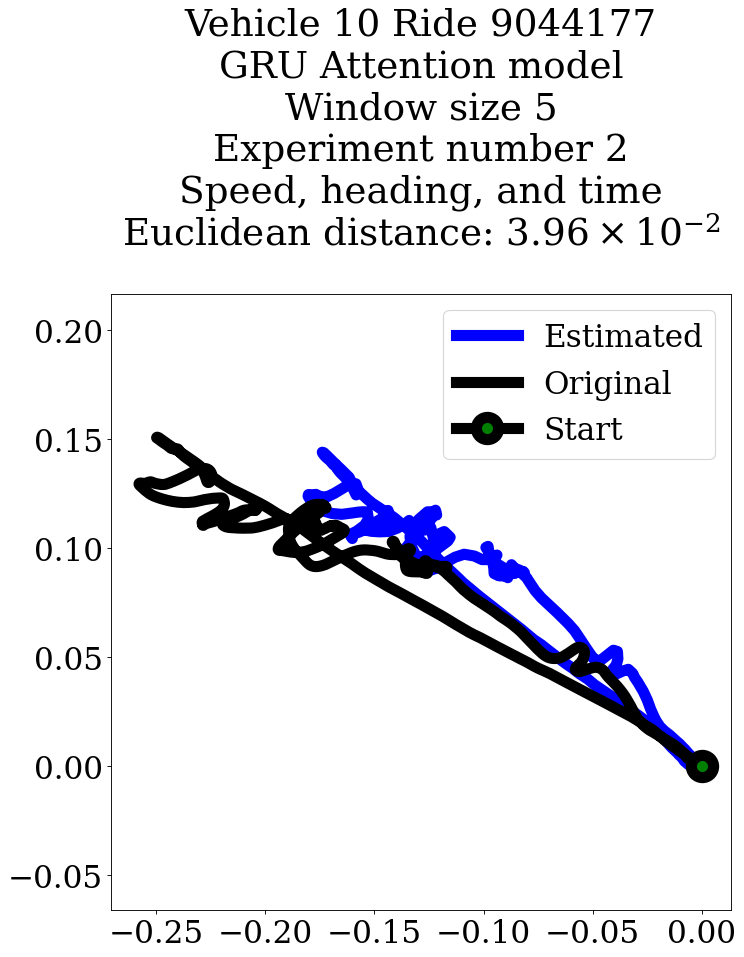 Vehicle 10 Ride 9044177
GRU Attention model
Window size 5
Experiment number 2
Speed, heading, and time
Euclidean distance: 3.96 × 10⁻²
Estimated
Original
Start
0.20
0.15
0.10
0.05
0.00
−0.05
−0.25 −0.20 −0.15 −0.10 −0.05 0.00